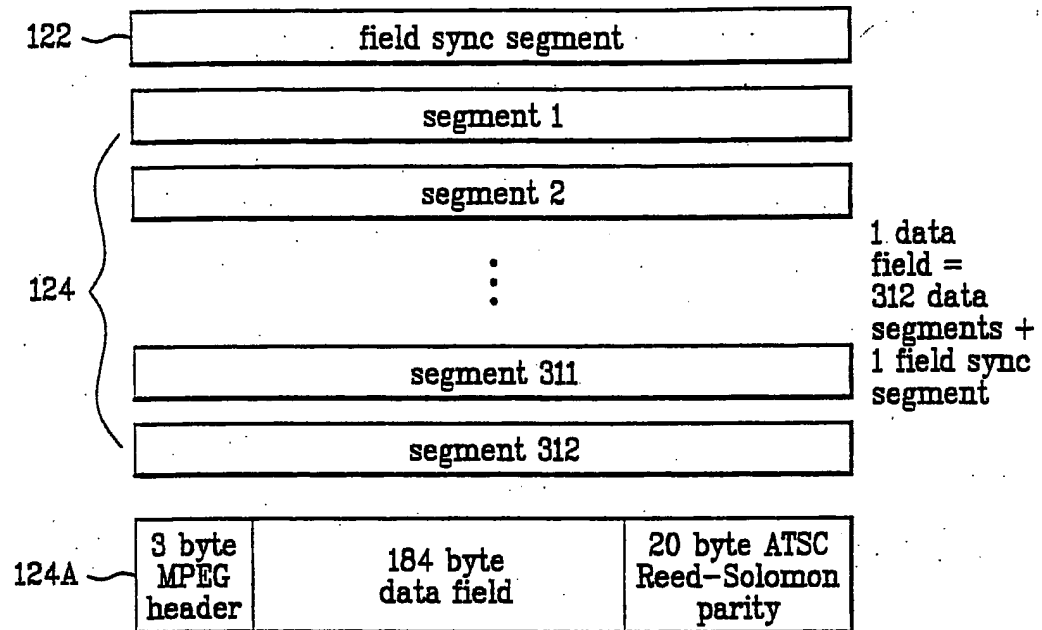 122
field sync segment
segment 1
segment 2
124
segment 311
segment 312
1 data
field =
312 data
segments +
1 field sync
segment
124A
3 byte
MPEG
header
184 byte
data field
20 byte ATSC
Reed-Solomon
parity